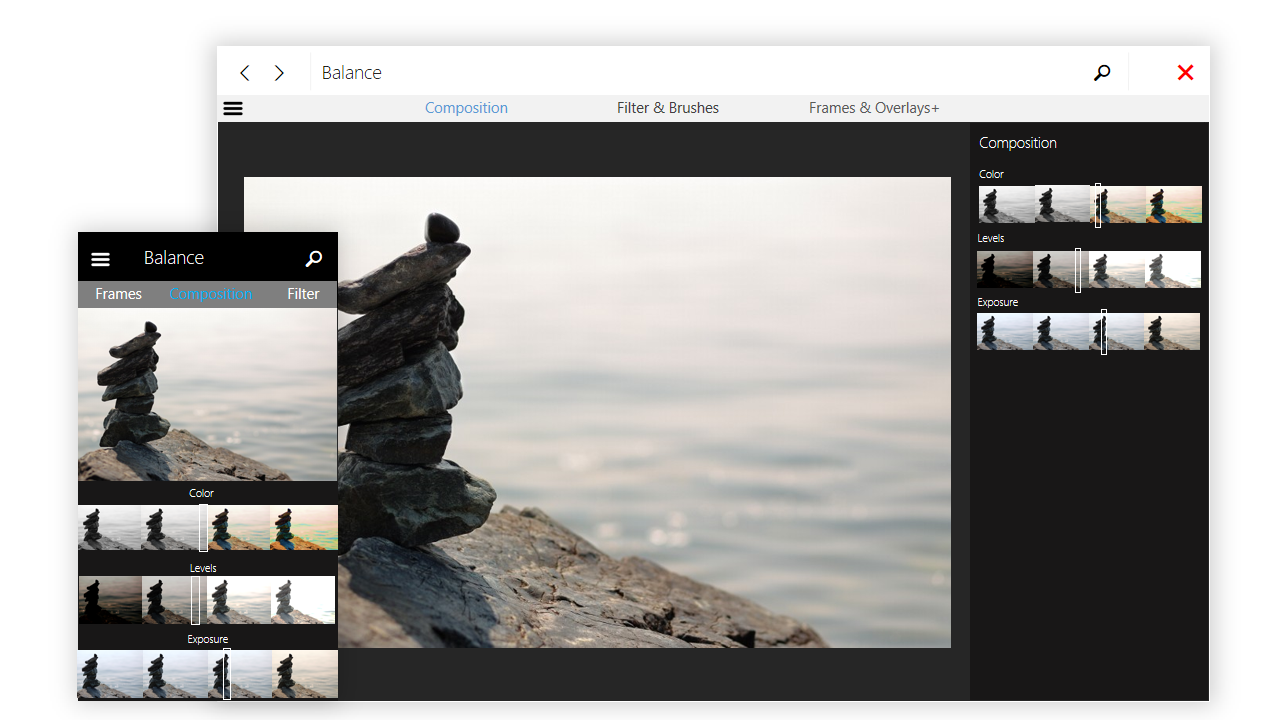 Balance
Composition Filter & Brushes Frames & Overlays+
Composition
Color
Levels
Exposure
Balance
Frames Composition Filter
Color
Levels
Exposure